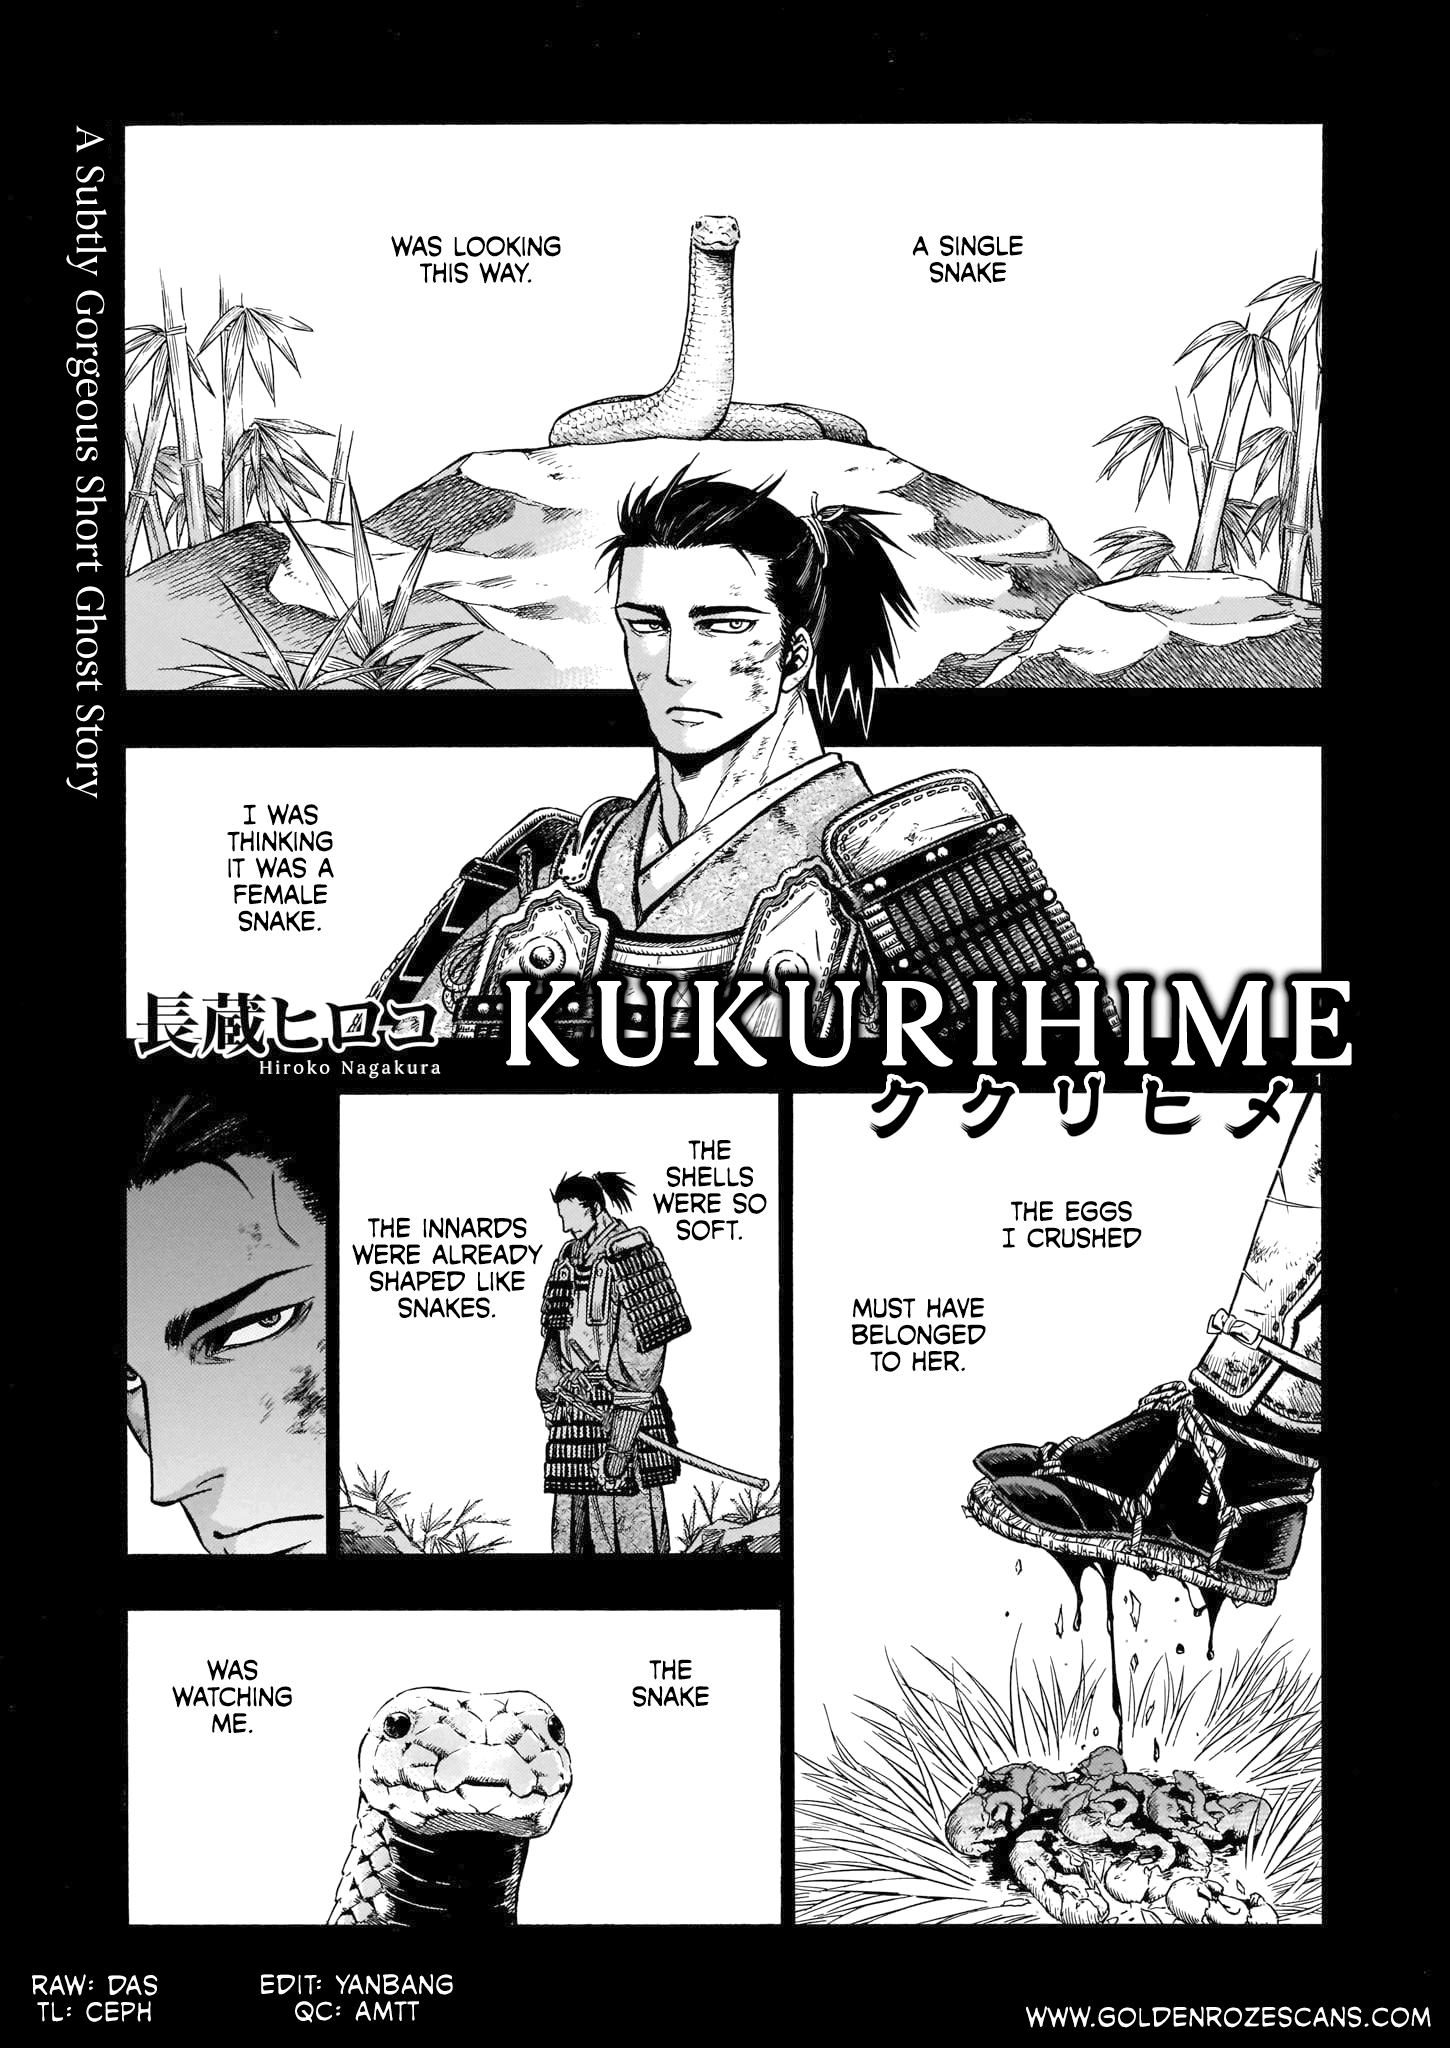 A Subtly Gorgeous Short Ghost Story
A SINGLE
SNAKE
WAS LOOKING
THIS WAY.
I WAS
THINKING
IT WAS A
FEMALE
SNAKE.
長蔵ヒロコ
Hiroko Nagakura
KUKURIHIME
ククリヒメ
1
THE EGGS
I CRUSHED
MUST HAVE
BELONGED
TO HER.
THE
SHELLS
WERE SO
SOFT.
THE INNARDS
WERE ALREADY
SHAPED LIKE
SNAKES.
THE
SNAKE
WAS
WATCHING
ME.
RAW: DAS
TL: CEPH
EDIT: YANBANG
QC: AMTT
WWW.GOLDENROZESCANS.COM